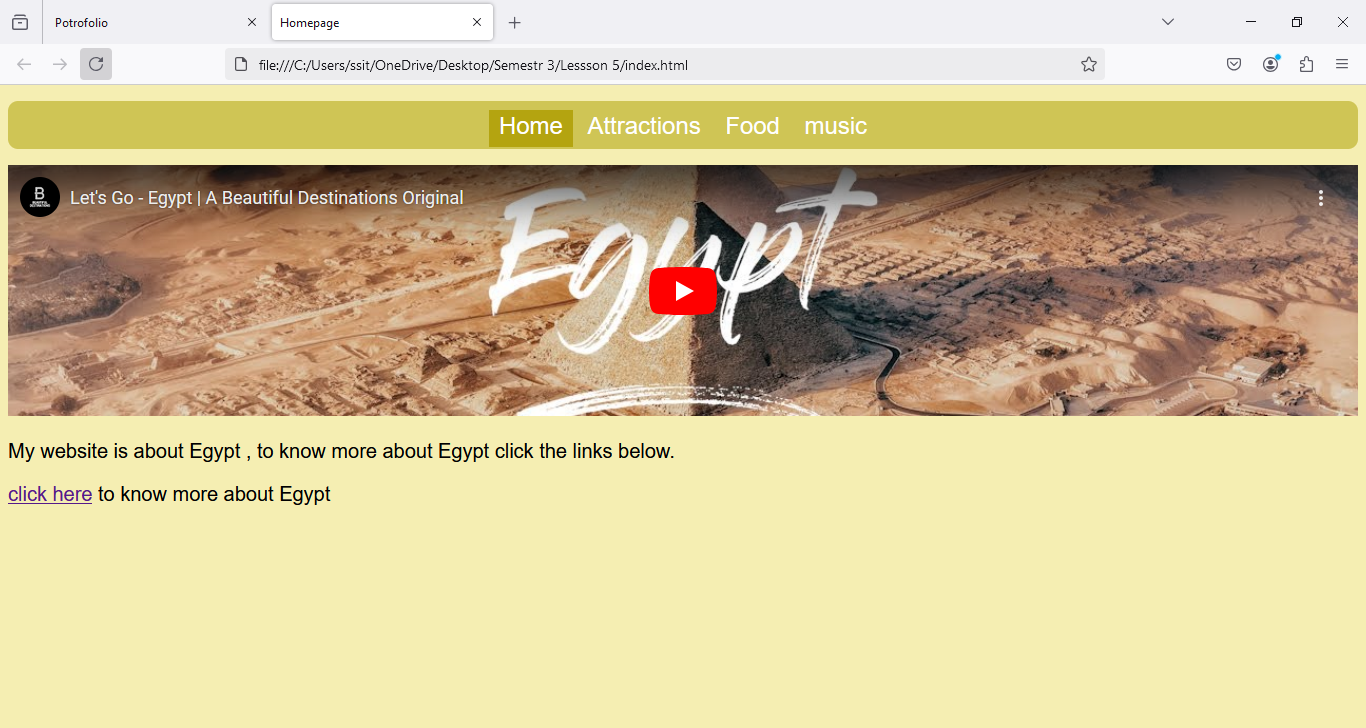 Potrofolio
Homepage
file:///C:/Users/ssit/OneDrive/Desktop/Semestr 3/Lessson 5/index.html
Home Attractions Food music
B
BEAUTIFUL
DESTINATIONS
Let's Go - Egypt | A Beautiful Destinations Original
Egypt
My website is about Egypt , to know more about Egypt click the links below.
click here to know more about Egypt